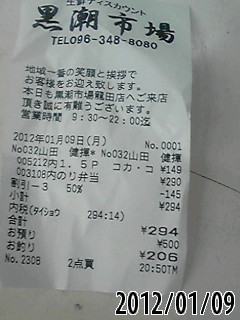 生鮮ディスカウント
黒潮市場
TEL096-348-8080
地域一番の笑顔と挨拶で
お客様をお迎え致します。
本日も黒潮市場龍田店へご来店
頂き誠に有難うございます。
営業時間 9:30~22:00迄
2012年01月09日(月) No.0001
No032山田 健揮* No032山田 健揮
005212内1.5P コカ・コ ¥149
003108内のり弁当 ¥290
割引-3 50% -145
小計 ¥294
内税(タイショウ 294:14)
合計 ¥294
お預り ¥500
お釣り ¥206
No.2308 2点買 20:50TM
2012/01/09